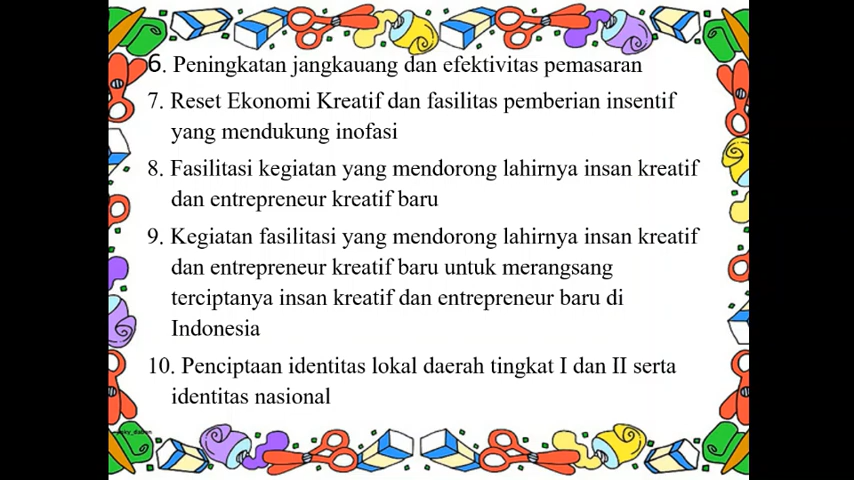 6. Peningkatan jangkauang dan efektivitas pemasaran
7. Reset Ekonomi Kreatif dan fasilitas pemberian insentif
yang mendukung inofasi
8. Fasilitasi kegiatan yang mendorong lahirnya insan kreatif
dan entrepreneur kreatif baru
9. Kegiatan fasilitasi yang mendorong lahirnya insan kreatif
dan entrepreneur kreatif baru untuk merangsang
terciptanya insan kreatif dan entrepreneur baru di
Indonesia
10. Penciptaan identitas lokal daerah tingkat I dan II serta
identitas nasional